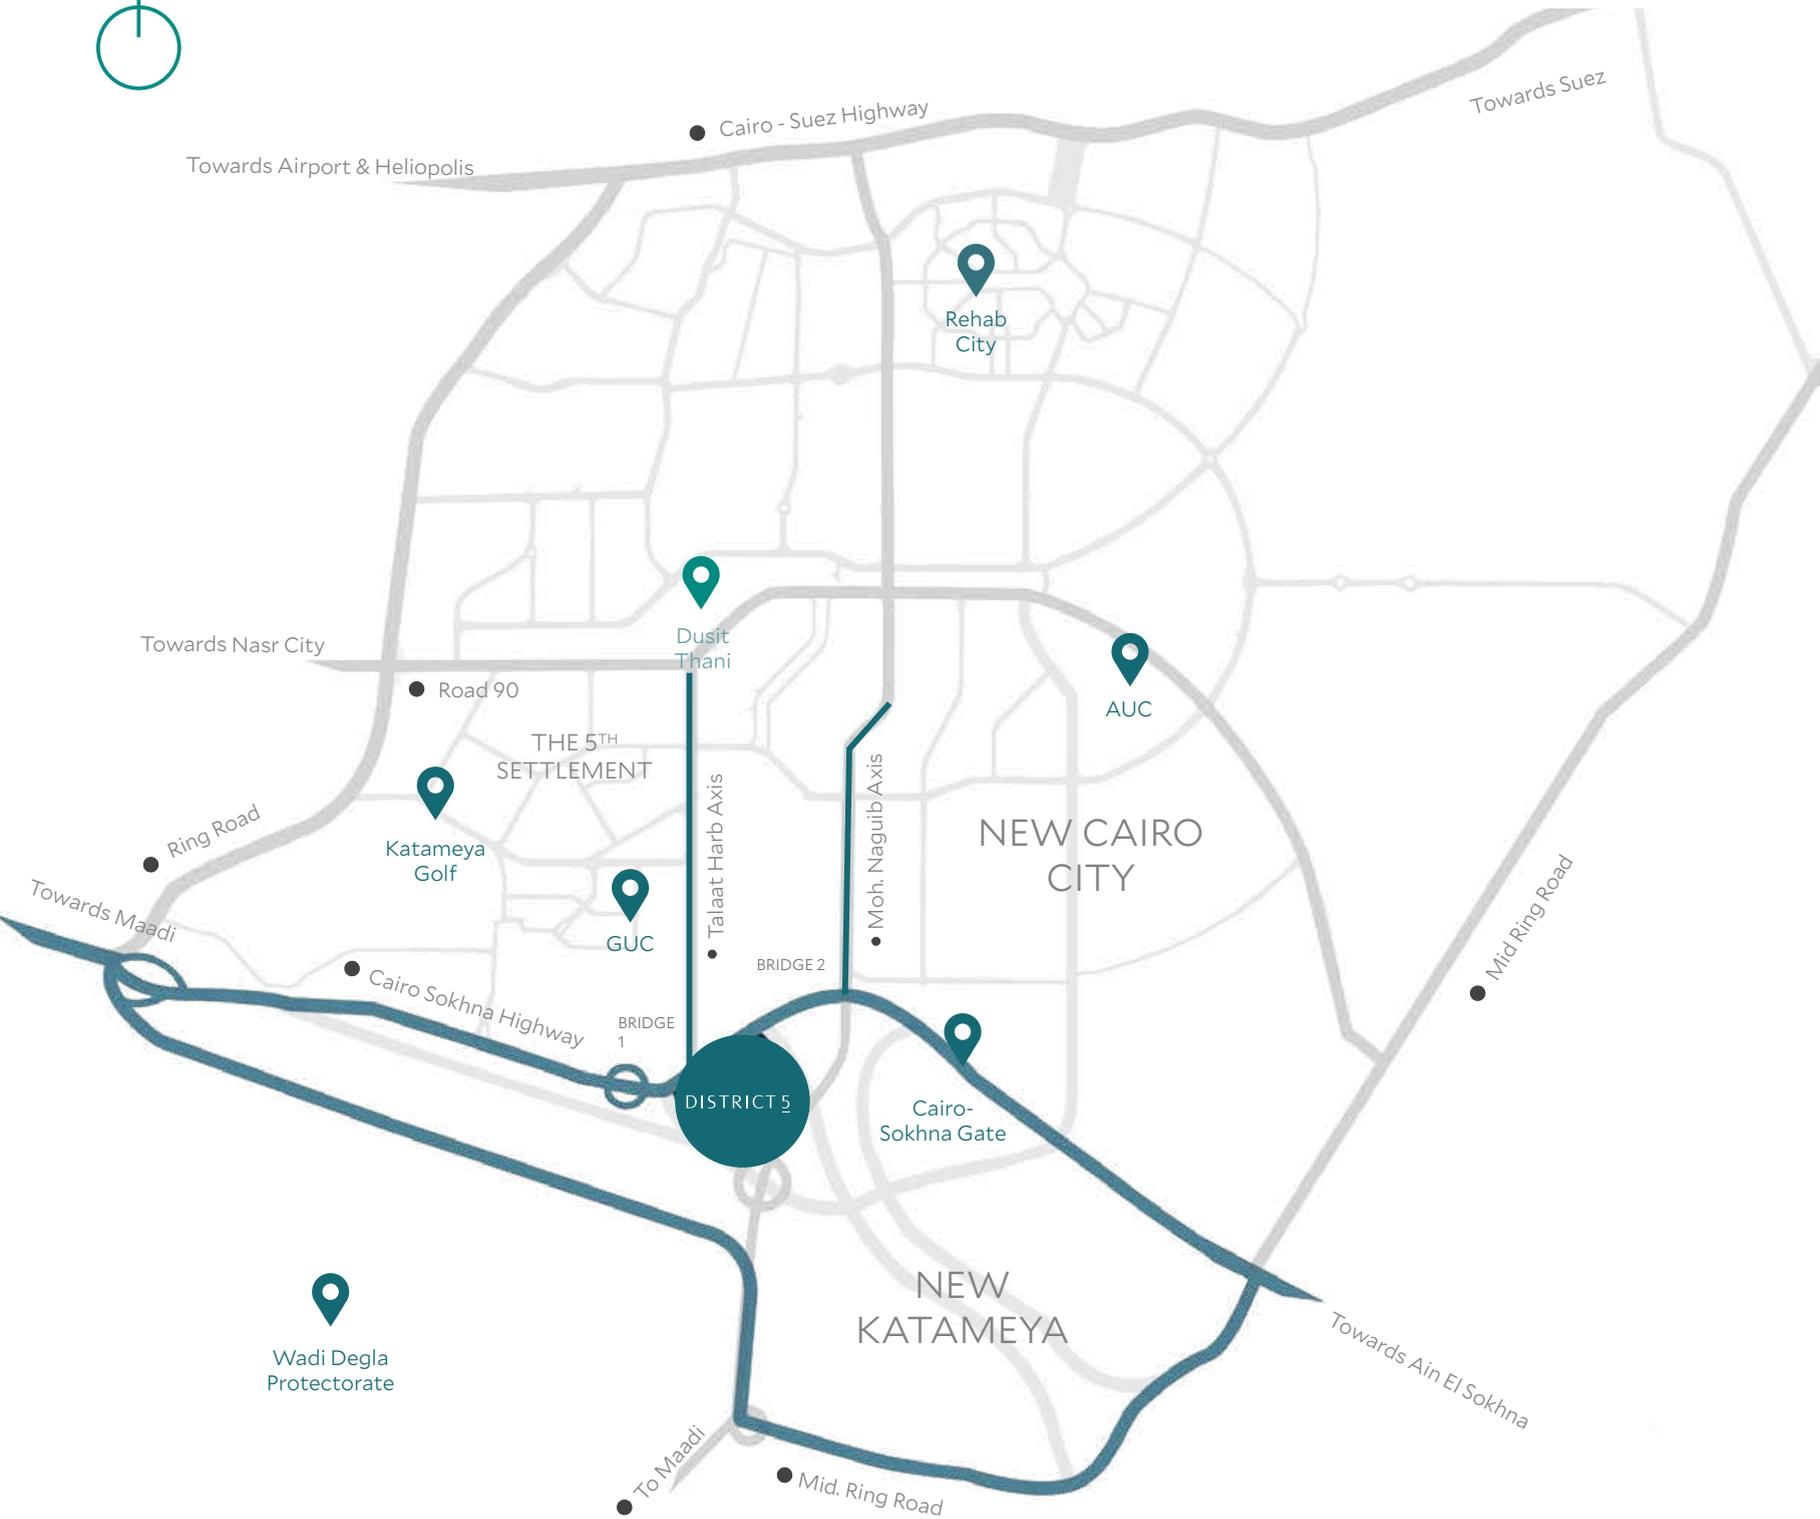 Cairo - Suez Highway
Towards Suez
Towards Airport & Heliopolis
Rehab
City
Dusit
Thani
Towards Nasr City
Road 90
AUC
THE 5TH
SETTLEMENT
Katameya
Golf
Ring Road
Talaat Harb Axis
Moh. Naguib Axis
NEW CAIRO
CITY
GUC
Towards Maadi
Mid Ring Road
BRIDGE 2
Cairo Sokhna Highway
BRIDGE
1
DISTRICT 5
Cairo-
Sokhna Gate
NEW
KATAMEYA
Wadi Degla
Protectorate
Towards Ain El Sokhna
To Maadi
Mid. Ring Road